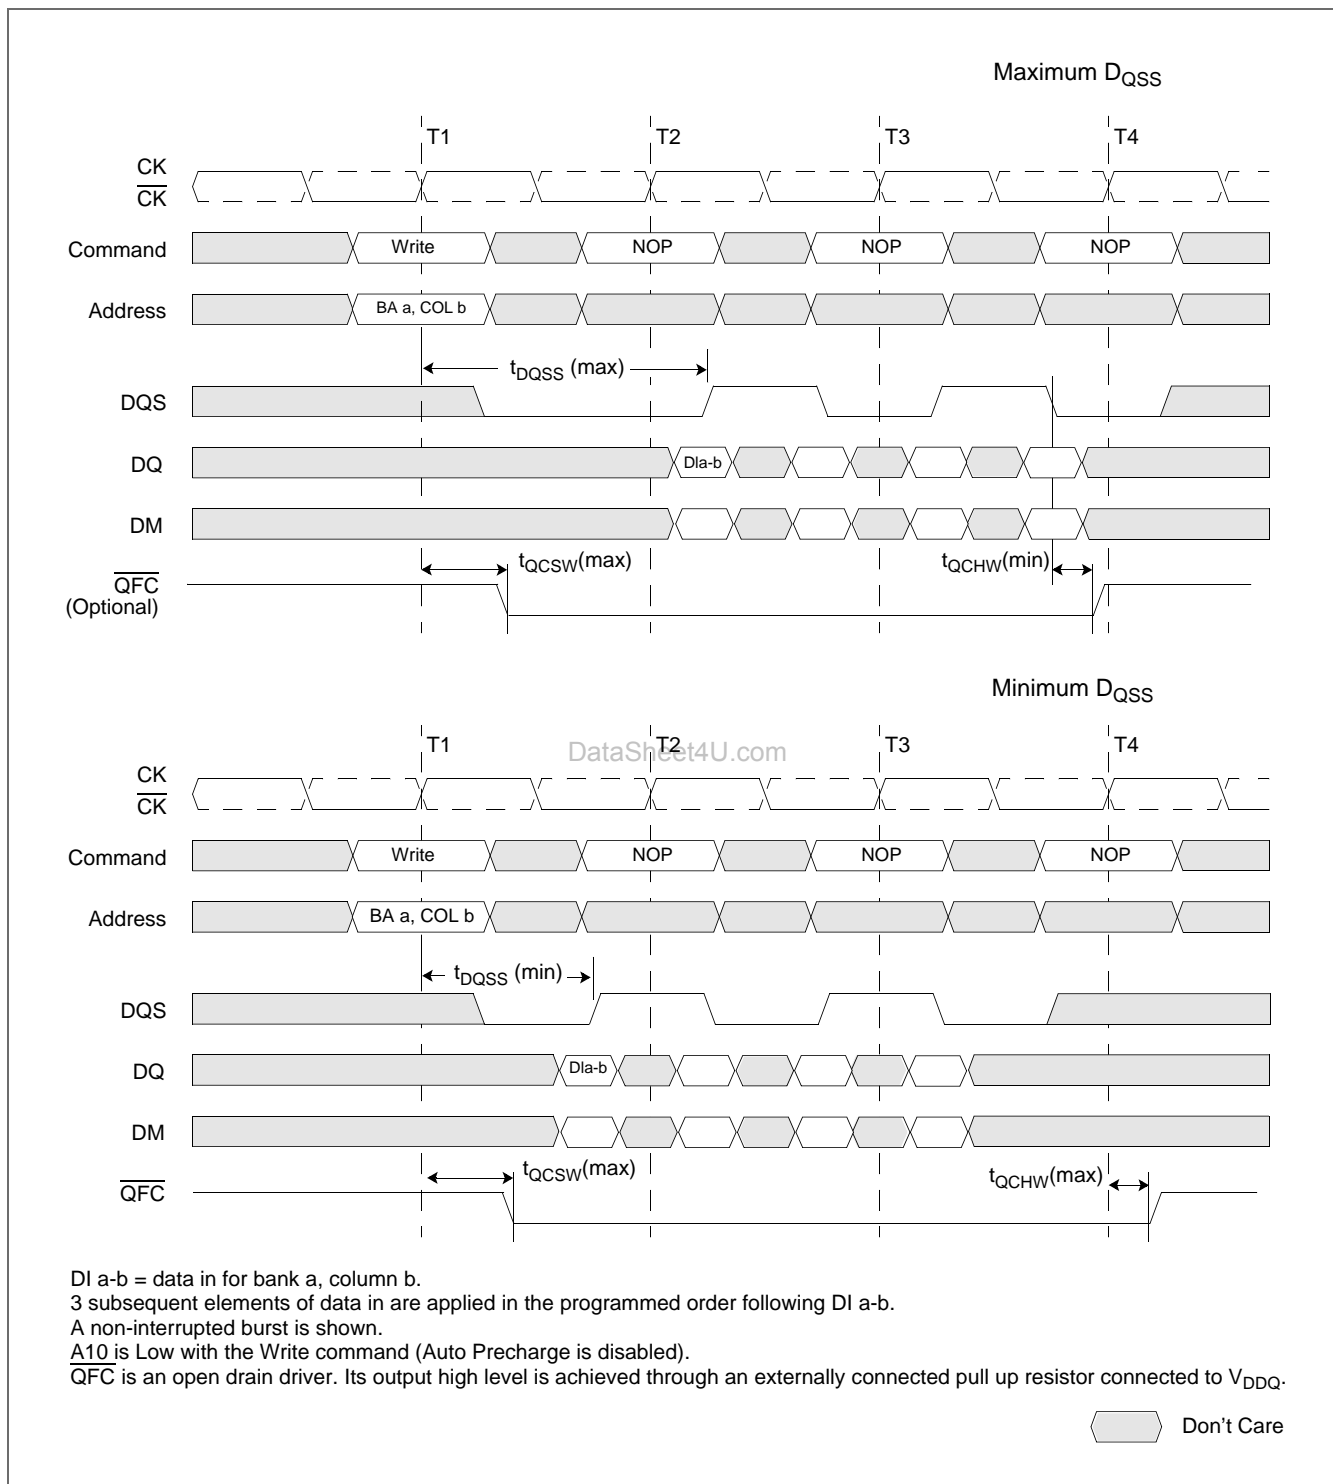 Maximum DQSS
T1 T2 T3 T4
CK
CK
Command Write NOP NOP NOP
Address BA a, COL b
tDQSS (max)
DQS
DQ DIa-b
DM
tQCSW(max) tQCHW(min)
QFC
(Optional)
Minimum DQSS
T1 T2 T3 T4
DataSheet4U.com
CK
CK
Command Write NOP NOP NOP
Address BA a, COL b
tDQSS (min)
DQS
DQ DIa-b
DM
tQCSW(max) tQCHW(max)
QFC
DI a-b = data in for bank a, column b.
3 subsequent elements of data in are applied in the programmed order following DI a-b.
A non-interrupted burst is shown.
A10 is Low with the Write command (Auto Precharge is disabled).
QFC is an open drain driver. Its output high level is achieved through an externally connected pull up resistor connected to VDDQ.
Don't Care